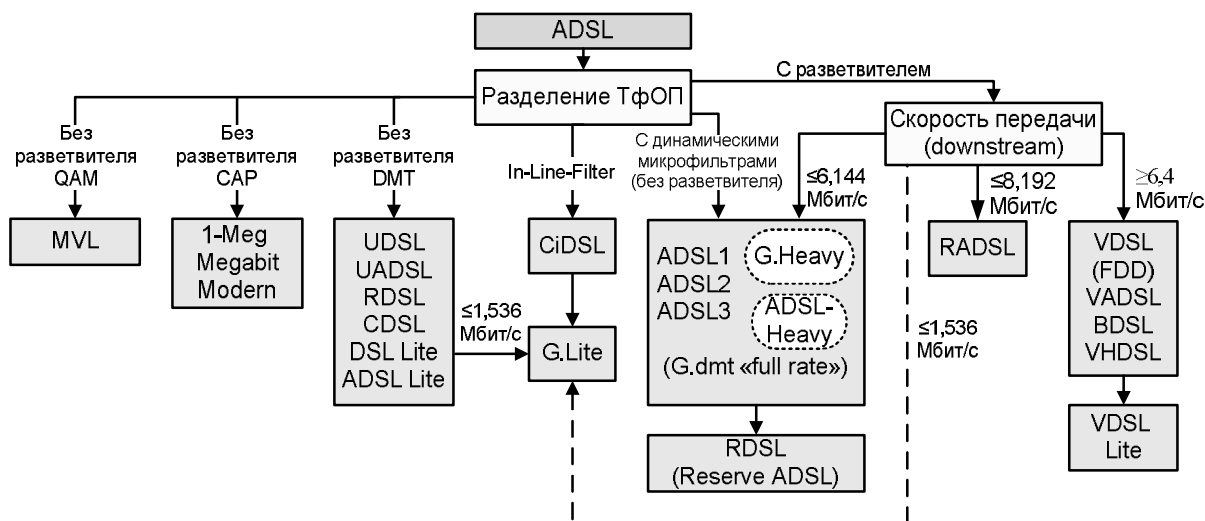 ADSL
С разветвителем
Разделение ТфОП
Без
разветвителя
QAM
Без
разветвителя
CAP
Без
разветвителя
DMT
In-Line-Filter
С динамическими
микрофильтрами
(без разветвителя)
Скорость передачи
(downstream)
≤6,144
Мбит/с
≤8,192
Мбит/с
≥6,4
Мбит/с
MVL
1-Meg
Megabit
Modern
UDSL
UADSL
RDSL
CDSL
DSL Lite
ADSL Lite
≤1,536
Мбит/с
CiDSL
G.Lite
ADSL1
ADSL2
ADSL3
G.Heavy
ADSL-
Heavy
(G.dmt «full rate»)
RDSL
(Reserve ADSL)
≤1,536
Мбит/с
RADSL
VDSL
(FDD)
VADSL
BDSL
VHDSL
VDSL
Lite